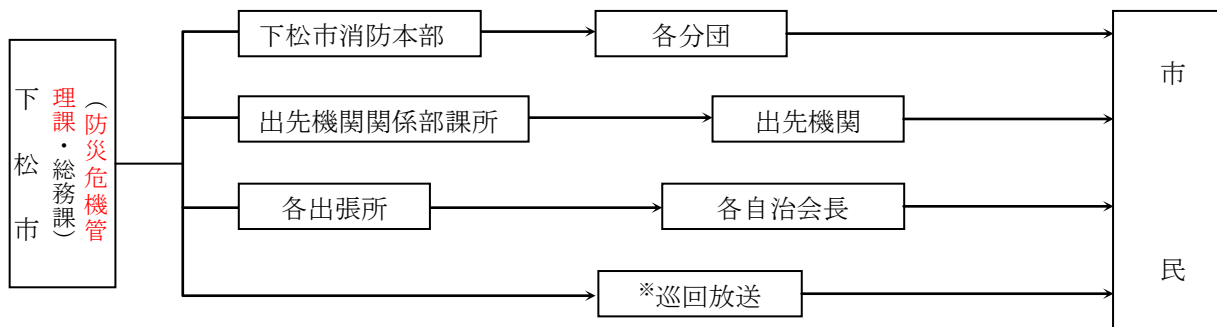 下松市
（防災危機管
理課・総務課）
下松市消防本部
各分団
出先機関関係部課所
出先機関
各出張所
各自治会長
※巡回放送
市民